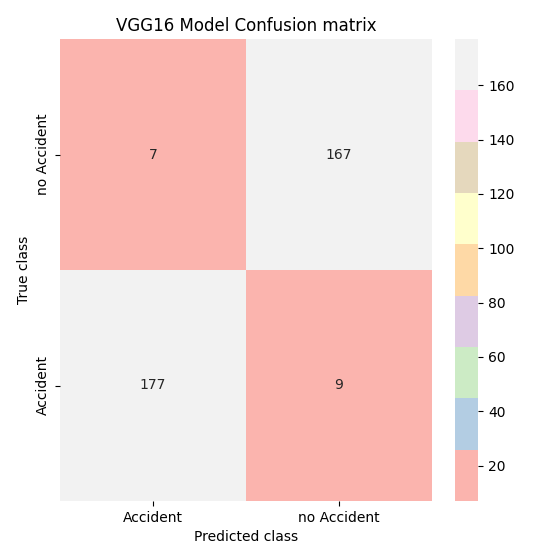 VGG16 Model Confusion matrix
True class
no Accident
7
167
Accident
177
9
Accident
no Accident
Predicted class
160
140
120
100
80
60
40
20